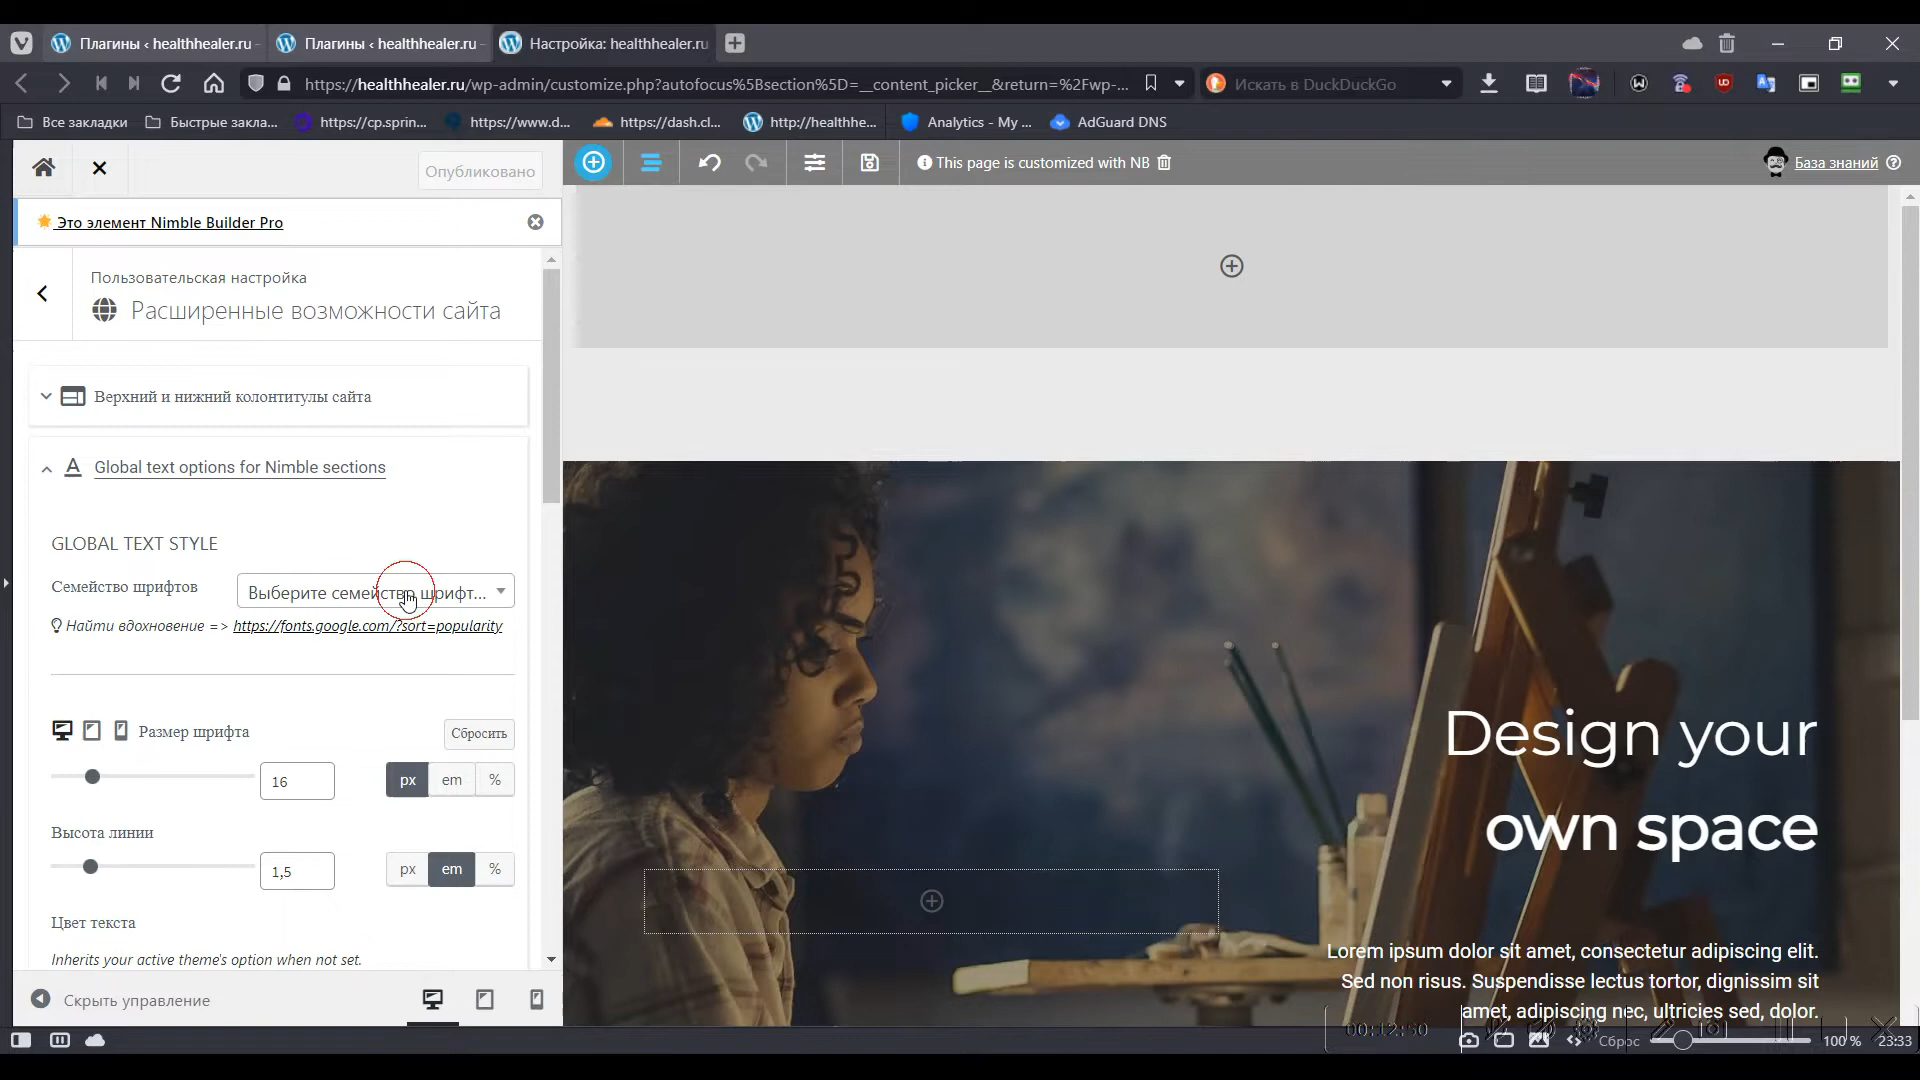 Плагины ‹ healthhealer.ru -
Плагины ‹ healthhealer.ru -
Настройка: healthhealer.ru
https://healthhealer.ru/wp-admin/customize.php?autofocus%5Bsection%5D=__content_picker__&return=%2Fwp-...
Искать в DuckDuckGo
Все закладки
Быстрые закла...
https://cp.sprin...
https://www.d...
https://dash.cl...
http://healthhe...
Analytics - My ...
AdGuard DNS
Опубликовано
This page is customized with NB
База знаний
Это элемент Nimble Builder Pro
Пользовательская настройка
Расширенные возможности сайта
Верхний и нижний колонтитулы сайта
Global text options for Nimble sections
GLOBAL TEXT STYLE
Семейство шрифтов
Выберите семейство шрифт...
Найти вдохновение => https://fonts.google.com/?sort=popularity
Размер шрифта
Сбросить
16
px em %
Высота линии
1,5
px em %
Цвет текста
Inherits your active theme's option when not set.
Скрыть управление
Design your
own space
Lorem ipsum dolor sit amet, consectetur adipiscing elit.
Sed non risus. Suspendisse lectus tortor, dignissim sit
amet, adipiscing nec, ultricies sed, dolor.
00:12:50
Сброс
100 %
23:33